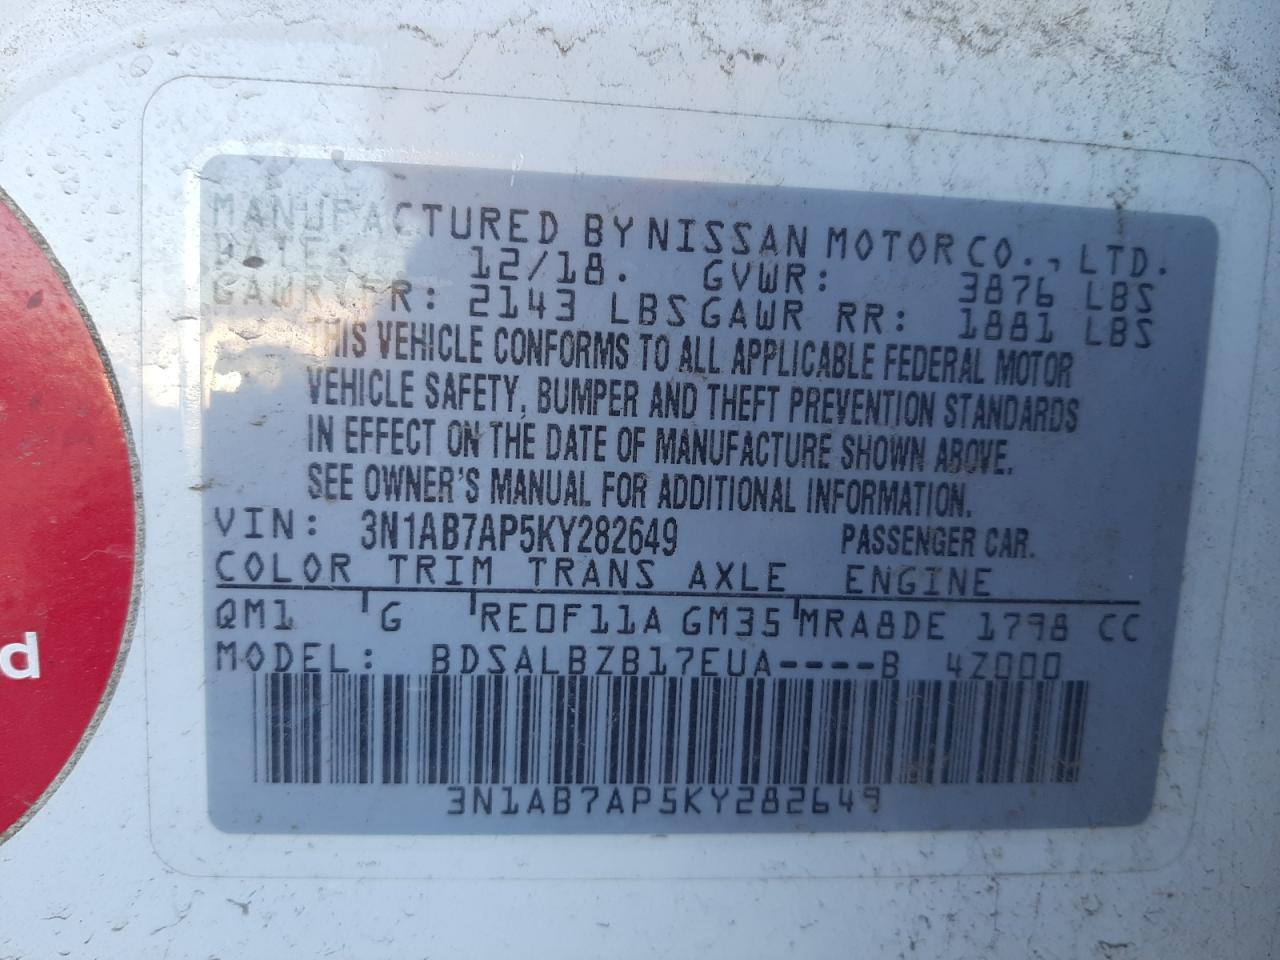 MANUFACTURED BY NISSAN MOTOR CO., LTD.
DATE: 12/18. GVWR: 3876 LBS
GAWR FR: 2143 LBS GAWR RR: 1881 LBS
THIS VEHICLE CONFORMS TO ALL APPLICABLE FEDERAL MOTOR
VEHICLE SAFETY, BUMPER AND THEFT PREVENTION STANDARDS
IN EFFECT ON THE DATE OF MANUFACTURE SHOWN ABOVE.
SEE OWNER'S MANUAL FOR ADDITIONAL INFORMATION.
VIN: 3N1AB7AP5KY282649 PASSENGER CAR.
COLOR TRIM TRANS AXLE ENGINE
QM1 G RE0F11A GM35 MRA8DE 1798 CC
MODEL: BDSALBZB17EUA----B 4Z000
3N1AB7AP5KY282649
d